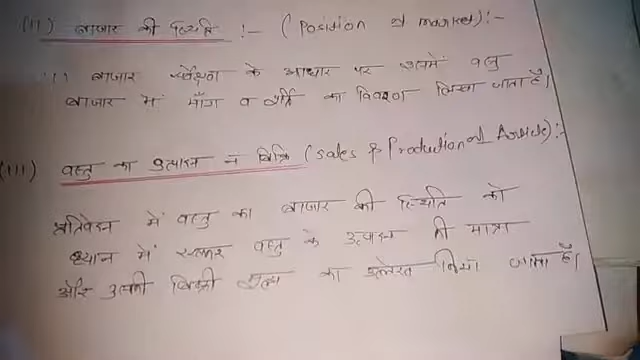 (II) बाजार की स्थिति :- (Position of market):-
बाजार सर्वेक्षण के आधार पर उसमें वस्तु
बाजार में माँग व पूर्ति का विवरण लिखा जाता है।
(III) वस्तु का उत्पादन व बिक्रि (Sales & Production of Article):-
प्रतिवेदन में वस्तु का बाजार की स्थिति को
ध्यान में रखकर वस्तु के उत्पादन की मात्रा
और उसकी बिक्री मूल्य का उल्लेख किया जाता है।